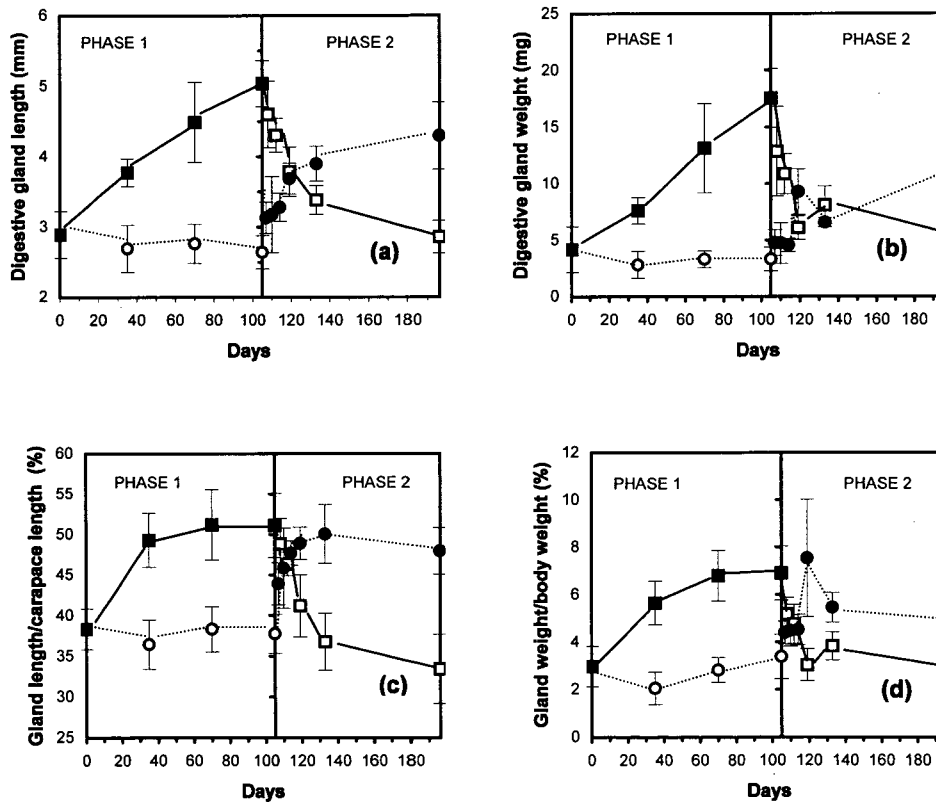 Digestive gland length (mm)
6
5
4
3
2
PHASE 1
PHASE 2
(a)
0 20 40 60 80 100 120 140 160 180
Days
Digestive gland weight (mg)
25
20
15
10
5
0
PHASE 1
PHASE 2
(b)
0 20 40 60 80 100 120 140 160 180
Days
Gland length/carapace length (%)
60
55
50
45
40
35
30
25
PHASE 1
PHASE 2
(c)
0 20 40 60 80 100 120 140 160 180
Days
Gland weight/body weight (%)
12
10
8
6
4
2
0
PHASE 1
PHASE 2
(d)
0 20 40 60 80 100 120 140 160 180
Days